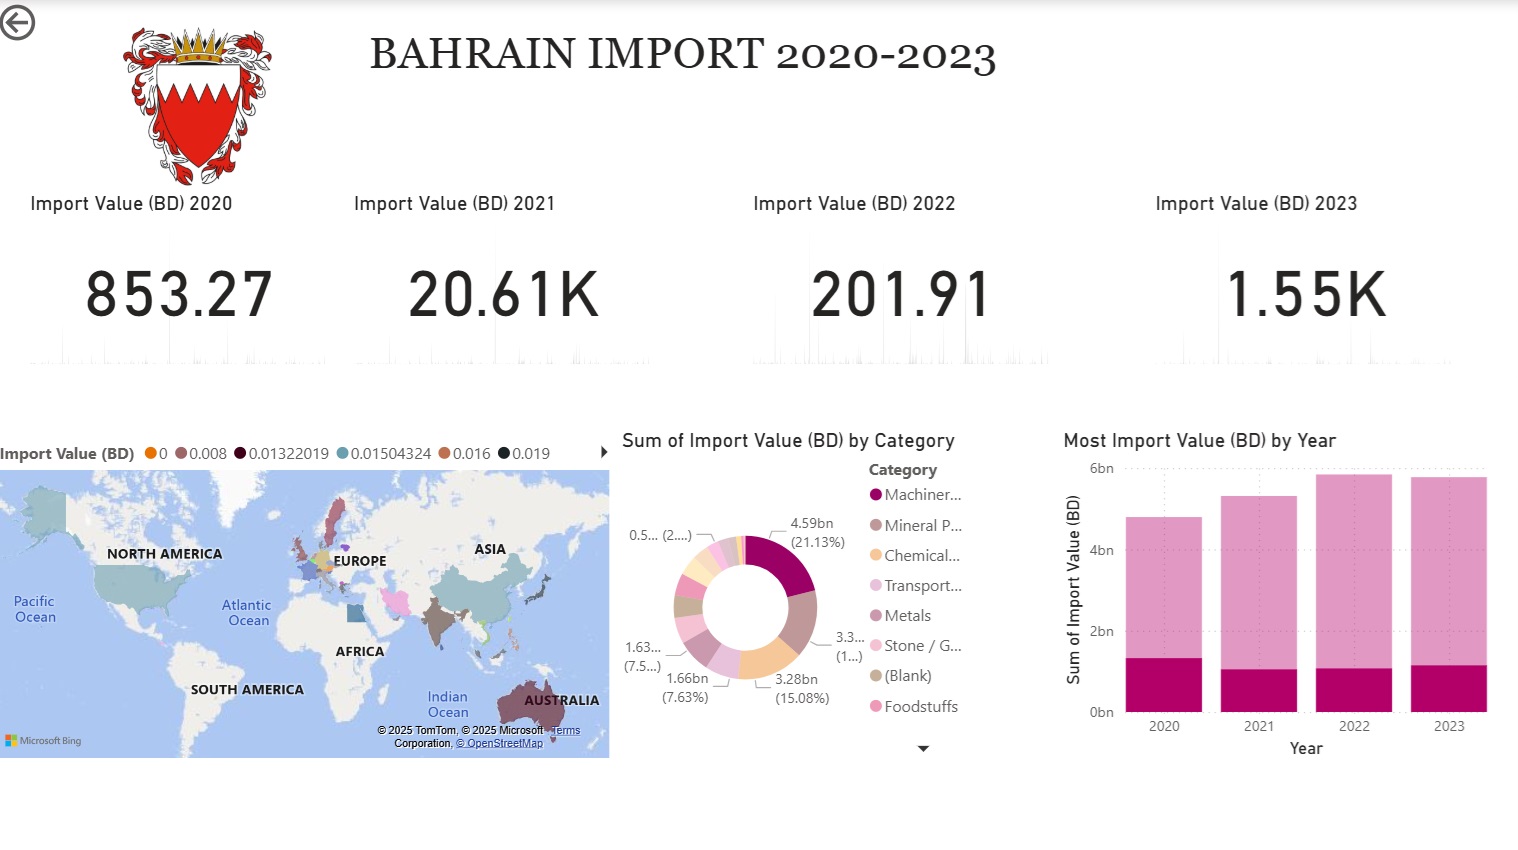 BAHRAIN IMPORT 2020-2023
Import Value (BD) 2020
853.27
Import Value (BD) 2021
20.61K
Import Value (BD) 2022
201.91
Import Value (BD) 2023
1.55K
Import Value (BD) 0 0.008 0.01322019 0.01504324 0.016 0.019
NORTH AMERICA
EUROPE
ASIA
Pacific
Ocean
Atlantic
Ocean
AFRICA
SOUTH AMERICA
Indian
Ocean
AUSTRALIA
Microsoft Bing
© 2025 TomTom, © 2025 Microsoft Terms
Corporation, © OpenStreetMap
Sum of Import Value (BD) by Category
4.59bn
(21.13%)
3.3...
(1...)
3.28bn
(15.08%)
1.66bn
(7.63%)
1.63...
(7.5...)
0.5... (2....)
Category
Machiner...
Mineral P...
Chemical...
Transport...
Metals
Stone / G...
(Blank)
Foodstuffs
Most Import Value (BD) by Year
Sum of Import Value (BD)
6bn
4bn
2bn
0bn
2020 2021 2022 2023
Year